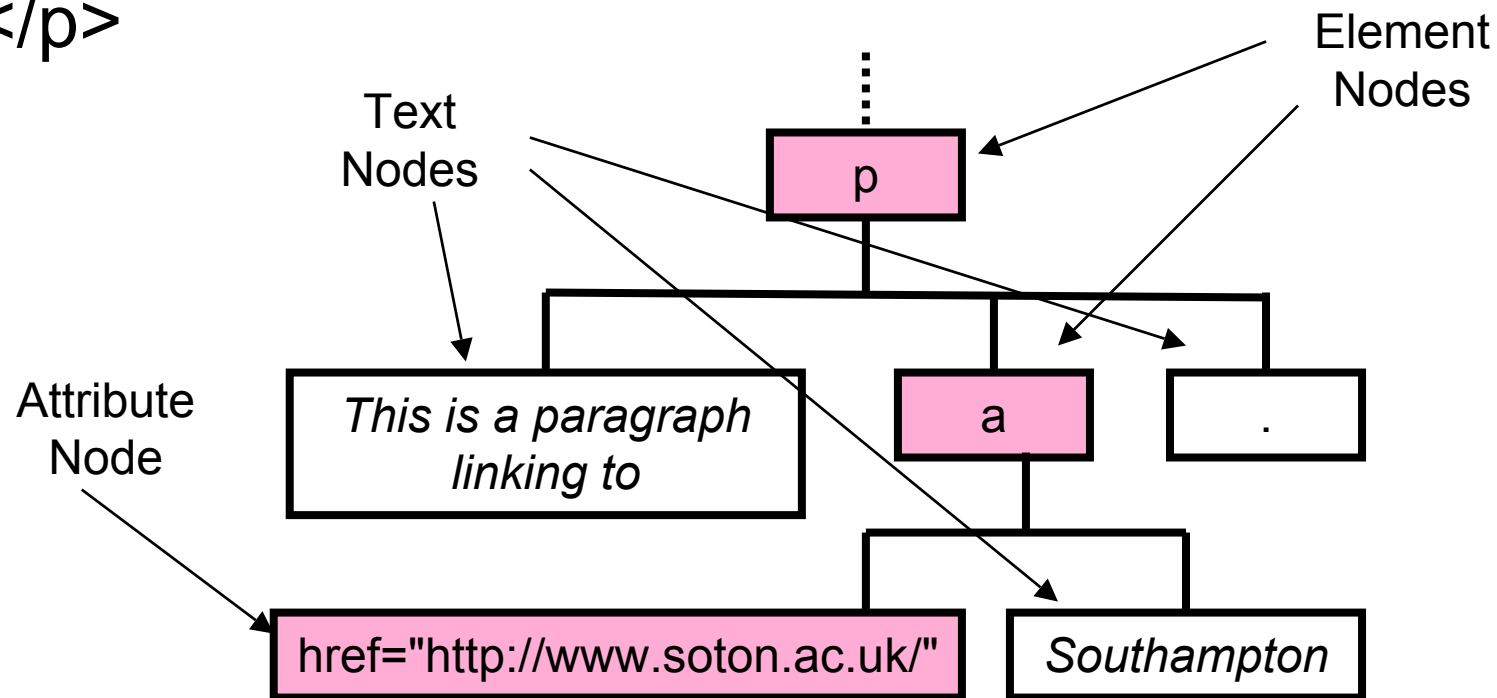 </p>
Element
Nodes
Text
Nodes
p
Attribute
Node
This is a paragraph
linking to
a
.
href="http://www.soton.ac.uk/"
Southampton